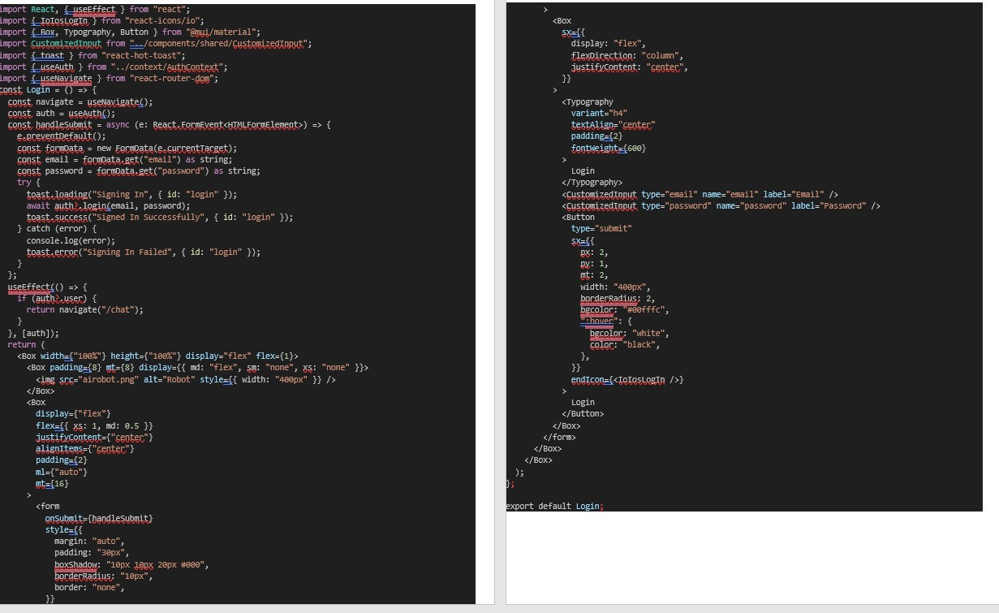 import React, { useEffect } from "react";
import { IoIosLogIn } from "react-icons/io";
import { Box, Typography, Button } from "@mui/material";
import CustomizedInput from "../components/shared/CustomizedInput";
import { toast } from "react-hot-toast";
import { useAuth } from "../context/AuthContext";
import { useNavigate } from "react-router-dom";
const Login = () => {
  const navigate = useNavigate();
  const auth = useAuth();
  const handleSubmit = async (e: React.FormEvent<HTMLFormElement>) => {
    e.preventDefault();
    const formData = new FormData(e.currentTarget);
    const email = formData.get("email") as string;
    const password = formData.get("password") as string;
    try {
      toast.loading("Signing In", { id: "login" });
      await auth?.login(email, password);
      toast.success("Signed In Successfully", { id: "login" });
    } catch (error) {
      console.log(error);
      toast.error("Signing In Failed", { id: "login" });
    }
  };
  useEffect(() => {
    if (auth?.user) {
      return navigate("/chat");
    }
  }, [auth]);
  return (
    <Box width={"100%"} height={"100%"} display="flex" flex={1}>
      <Box padding={8} mt={8} display={{ md: "flex", sm: "none", xs: "none" }}>
        <img src="airobot.png" alt="Robot" style={{ width: "400px" }} />
      </Box>
      <Box
        display={"flex"}
        flex={{ xs: 1, md: 0.5 }}
        justifyContent={"center"}
        alignItems={"center"}
        padding={2}
        ml={"auto"}
        mt={16}
      >
        <form
          onSubmit={handleSubmit}
          style={{
            margin: "auto",
            padding: "30px",
            boxShadow: "10px 10px 20px #000",
            borderRadius: "10px",
            border: "none",
          }}
        >
          <Box
            sx={{
              display: "flex",
              flexDirection: "column",
              justifyContent: "center",
            }}
          >
            <Typography
              variant="h4"
              textAlign="center"
              padding={2}
              fontWeight={600}
            >
              Login
            </Typography>
            <CustomizedInput type="email" name="email" label="Email" />
            <CustomizedInput type="password" name="password" label="Password" />
            <Button
              type="submit"
              sx={{
                px: 2,
                py: 1,
                mt: 2,
                width: "400px",
                borderRadius: 2,
                bgcolor: "#00fffc",
                ":hover": {
                  bgcolor: "white",
                  color: "black",
                },
              }}
              endIcon={<IoIosLogIn />}
            >
              Login
            </Button>
          </Box>
        </form>
      </Box>
    </Box>
  );
};
export default Login;